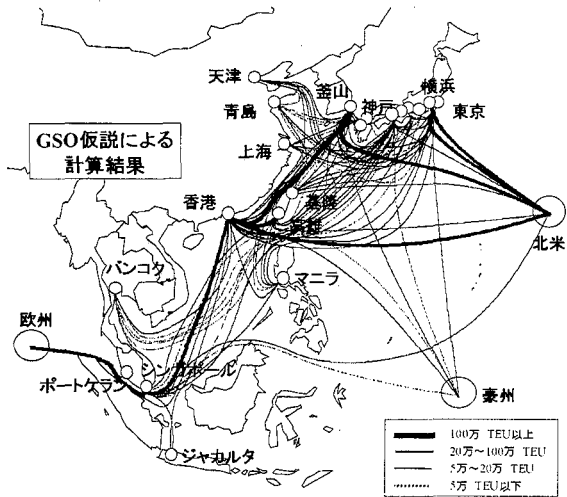 天津
釜山
横浜
青島
神戸
東京
GSO仮説による
計算結果
上海
香港
基隆
高雄
北米
バンコク
マニラ
欧州
シンガポール
ポートケラン
豪州
ジャカルタ
100万 TEU以上
20万〜100万 TEU
5万〜20万 TEU
5万 TEU以下